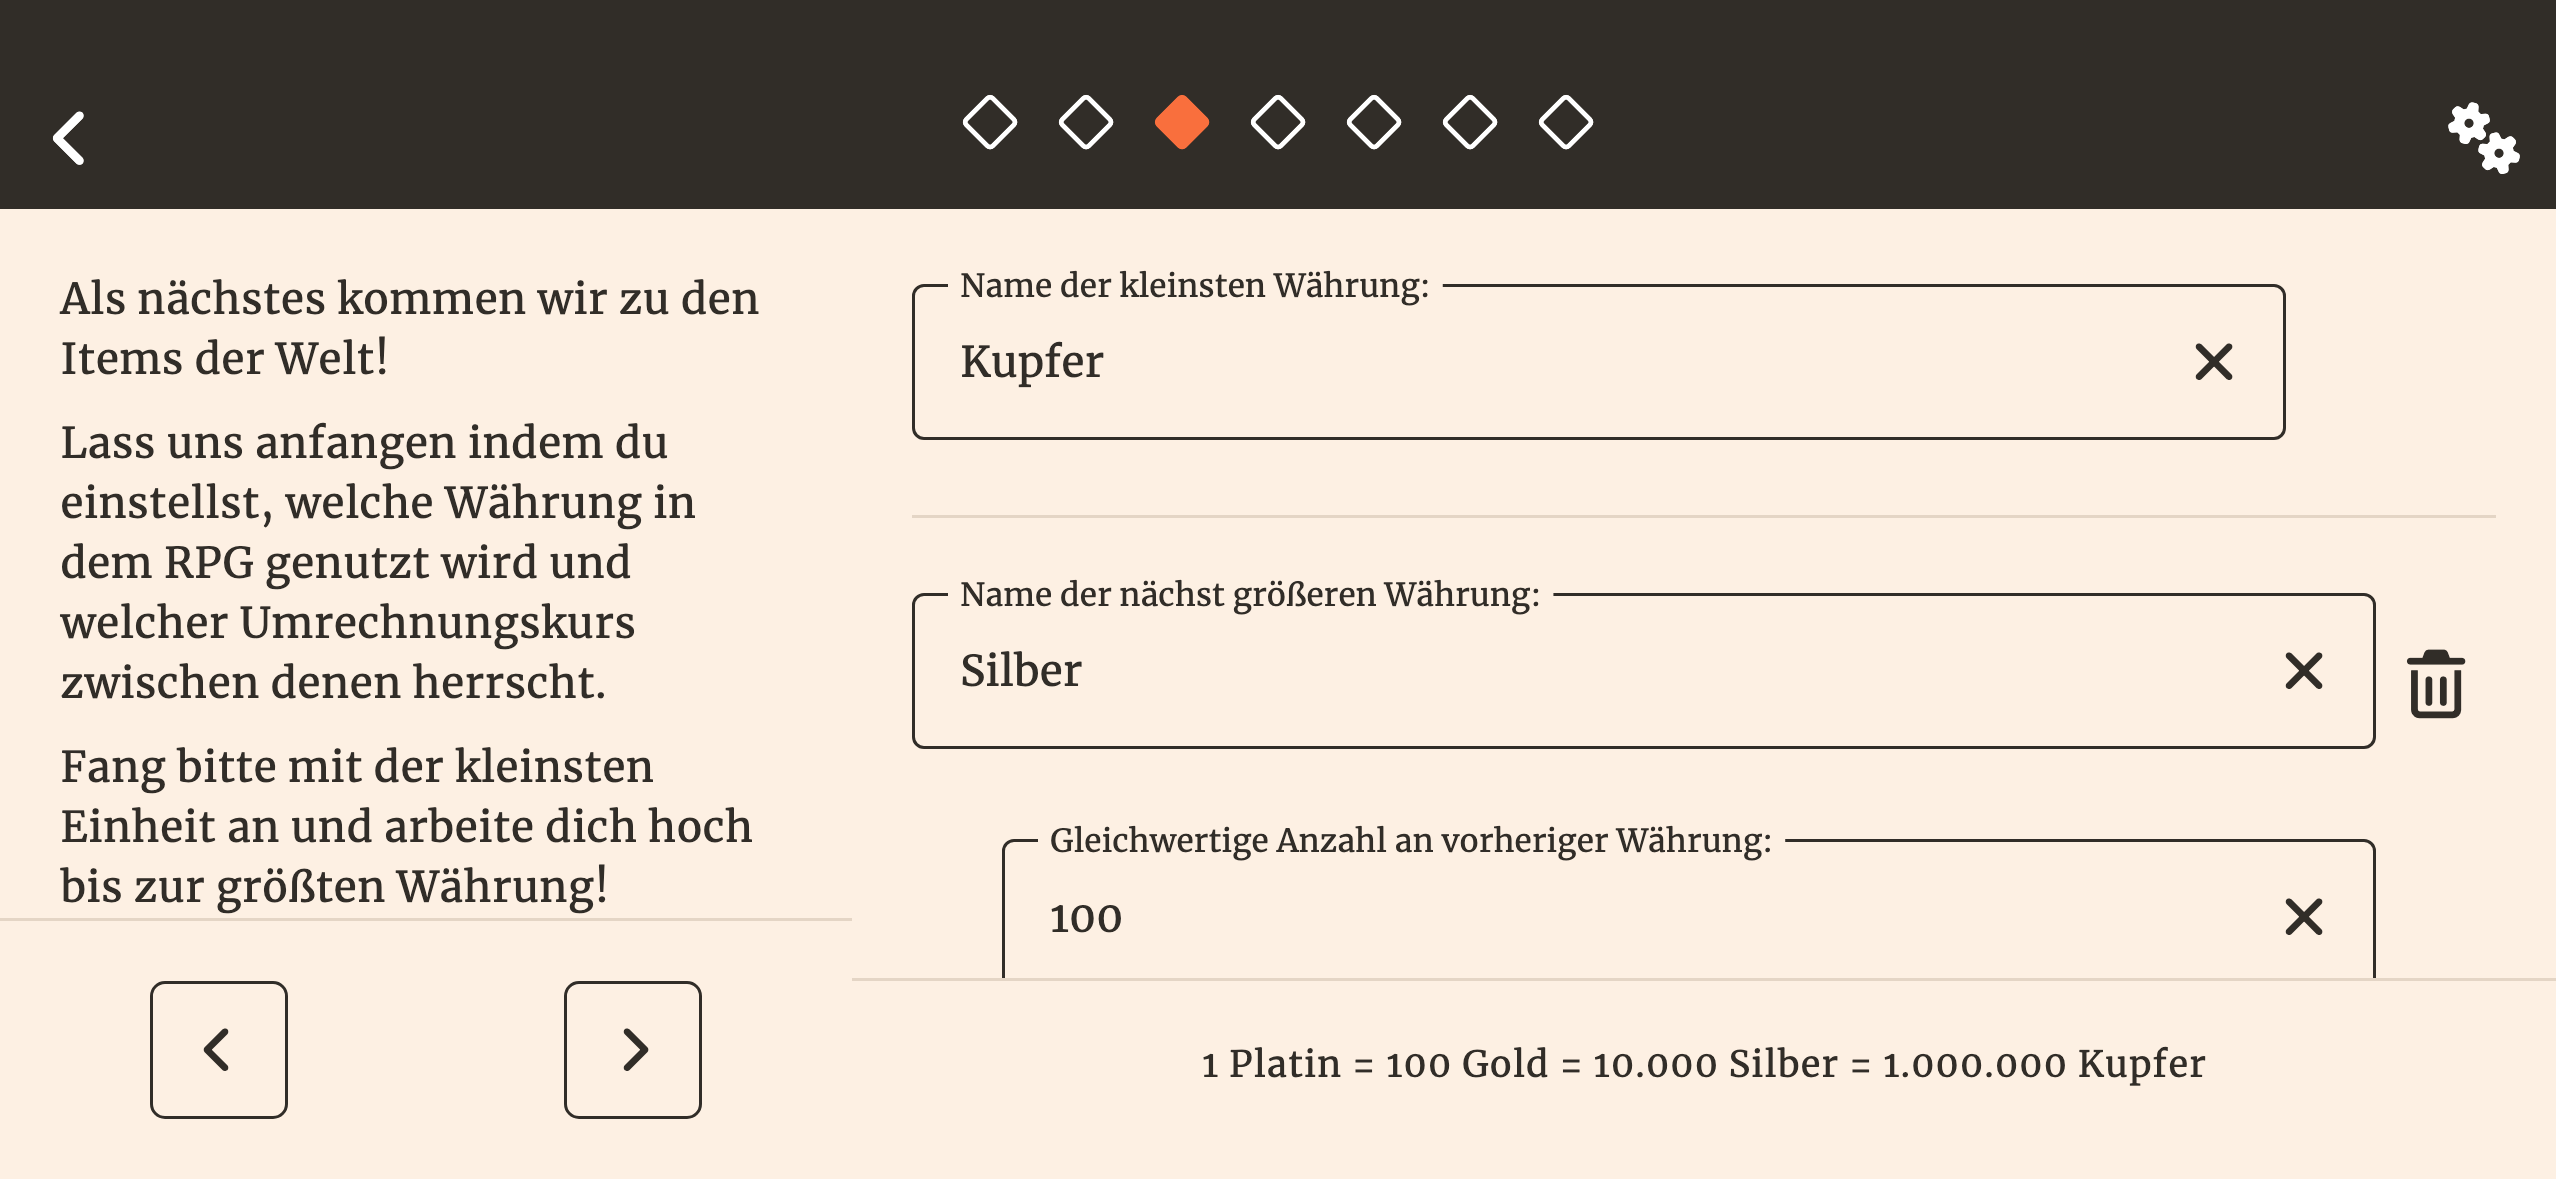 Als nächstes kommen wir zu den
Items der Welt!
Lass uns anfangen indem du
einstellst, welche Währung in
dem RPG genutzt wird und
welcher Umrechnungskurs
zwischen denen herrscht.
Fang bitte mit der kleinsten
Einheit an und arbeite dich hoch
bis zur größten Währung!
Name der kleinsten Währung:
Kupfer
Name der nächst größeren Währung:
Silber
Gleichwertige Anzahl an vorheriger Währung:
100
1 Platin = 100 Gold = 10.000 Silber = 1.000.000 Kupfer